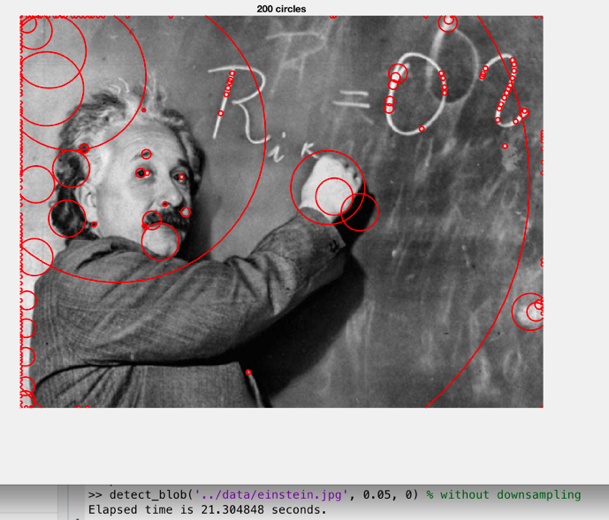 200 circles
R i K = 0
>> detect_blob('../data/einstein.jpg', 0.05, 0) % without downsampling
Elapsed time is 21.304848 seconds.